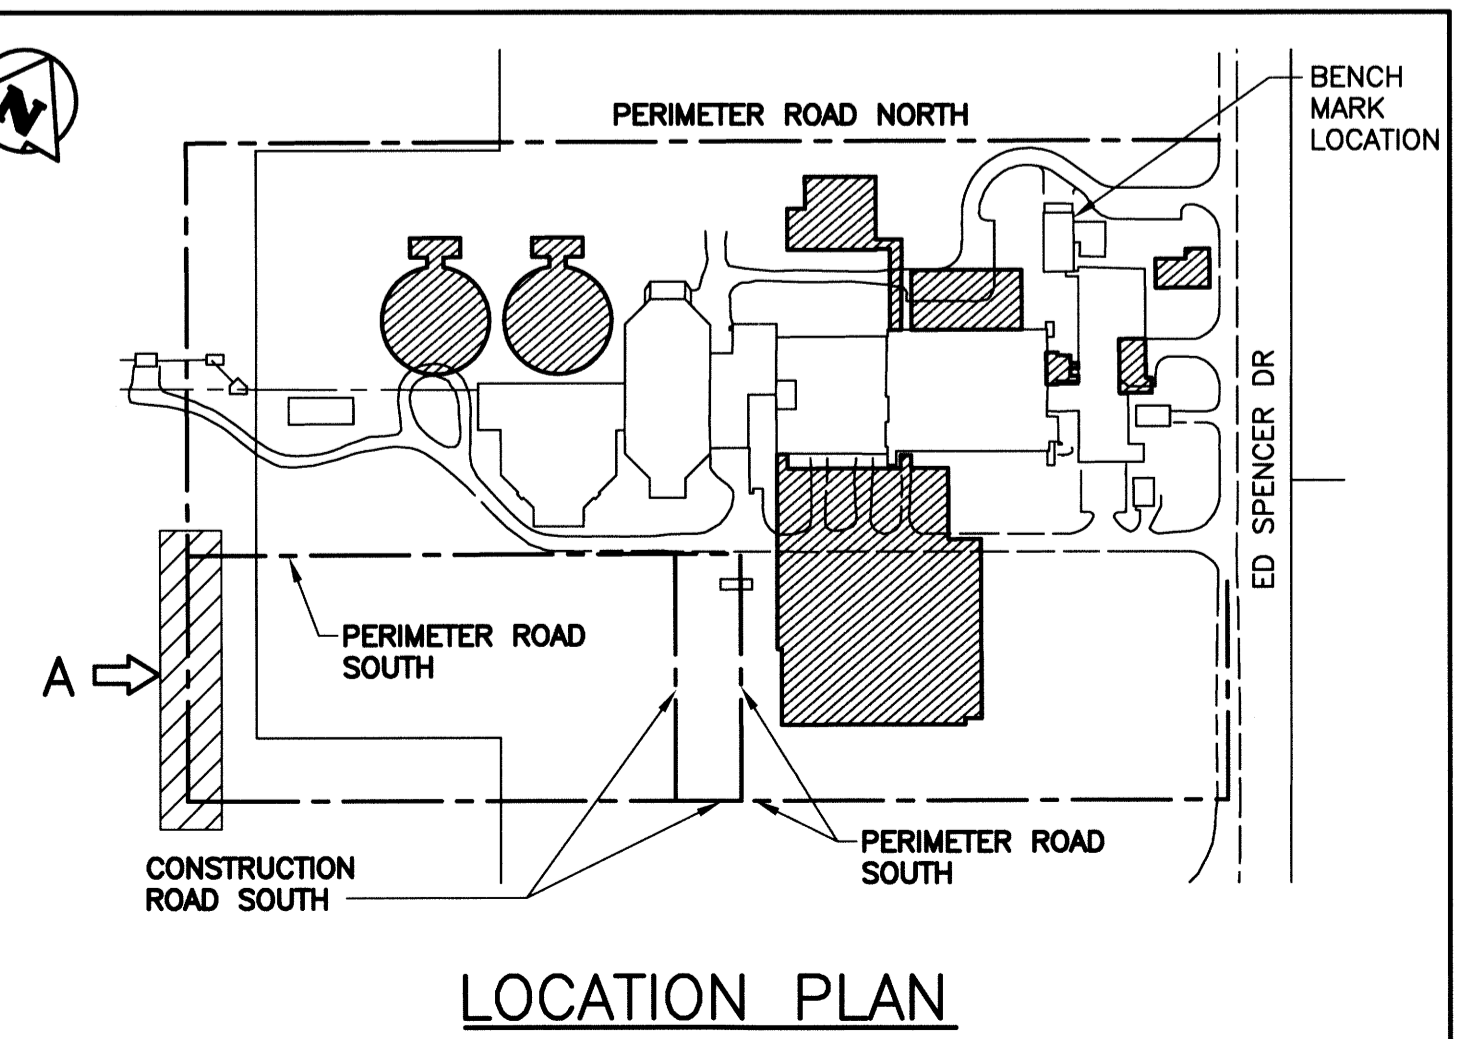 N
PERIMETER ROAD NORTH
BENCH
MARK
LOCATION
ED SPENCER DR
PERIMETER ROAD
SOUTH
A
PERIMETER ROAD
SOUTH
CONSTRUCTION
ROAD SOUTH
LOCATION PLAN